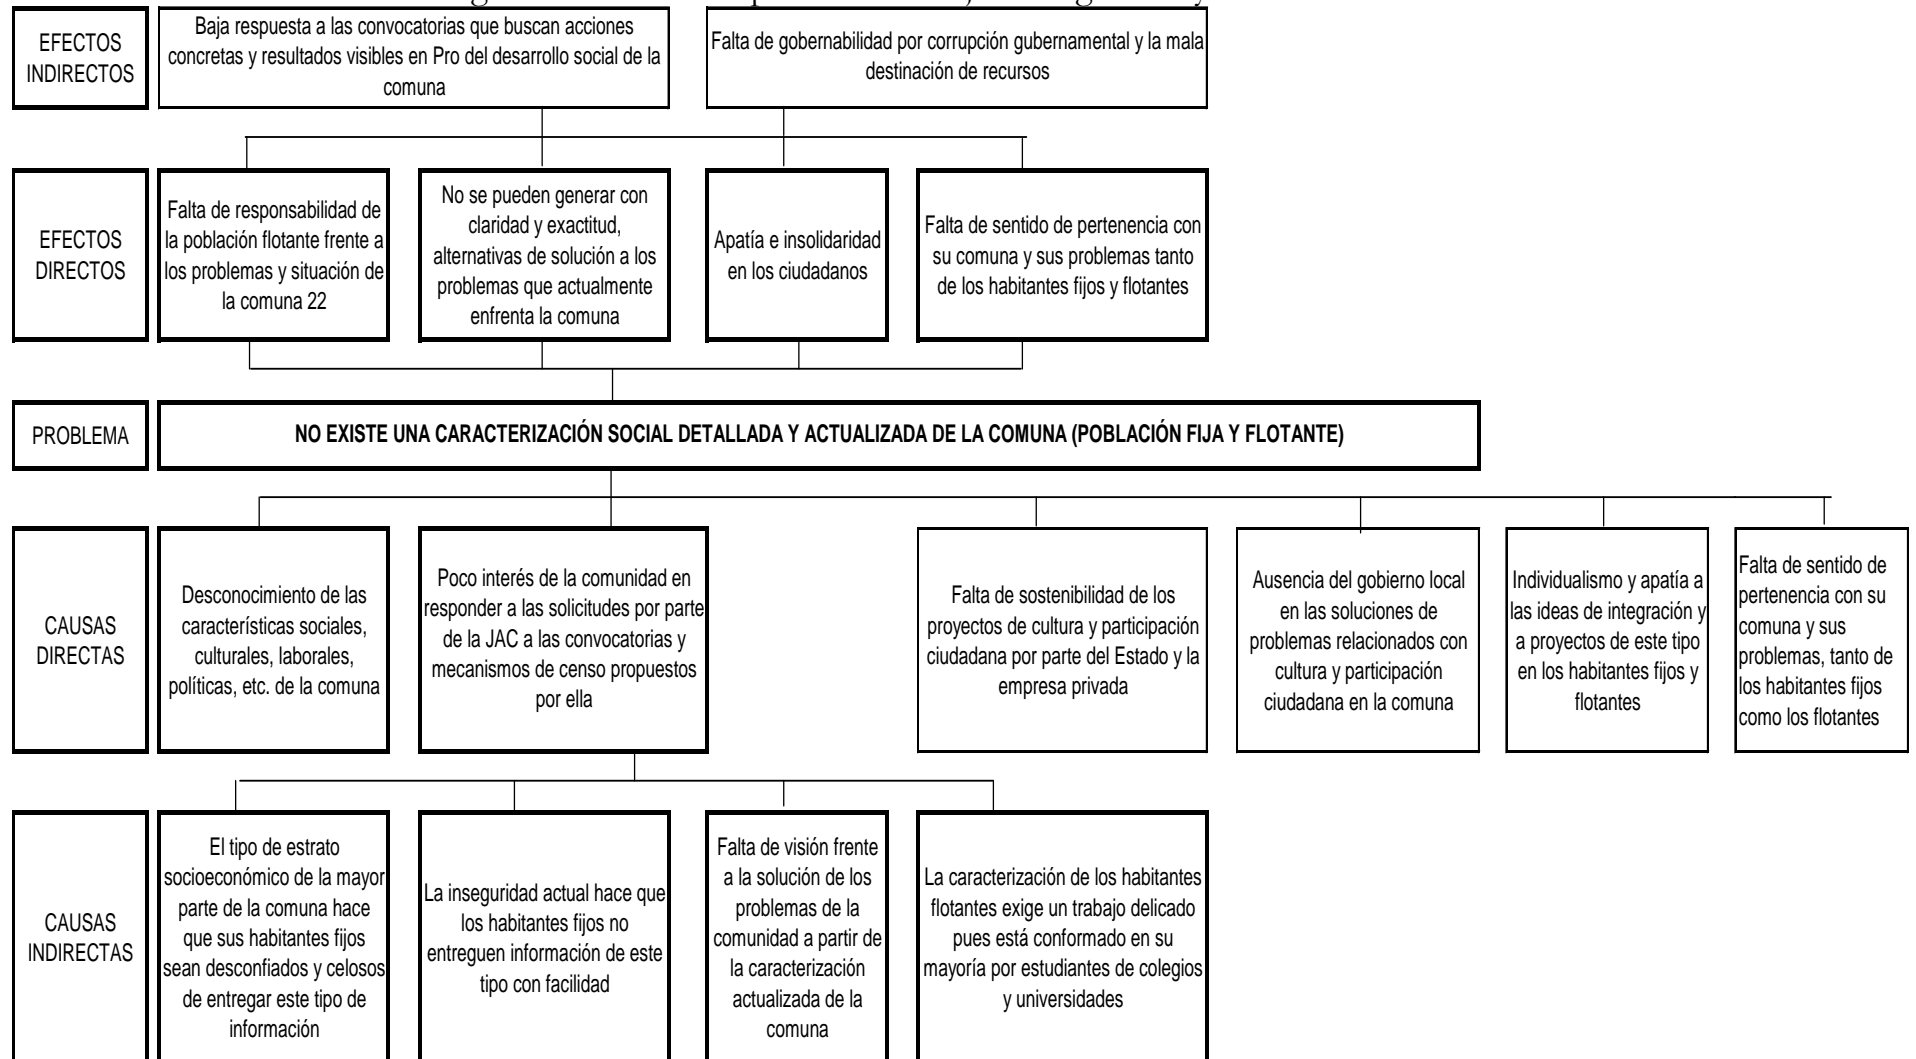 EFECTOS
INDIRECTOS
Baja respuesta a las convocatorias que buscan acciones
concretas y resultados visibles en Pro del desarrollo social de la
comuna
Falta de gobernabilidad por corrupción gubernamental y la mala
destinación de recursos
EFECTOS
DIRECTOS
Falta de responsabilidad de
la población flotante frente a
los problemas y situación de
la comuna 22
No se pueden generar con
claridad y exactitud,
alternativas de solución a los
problemas que actualmente
enfrenta la comuna
Apatía e insolidaridad
en los ciudadanos
Falta de sentido de pertenencia con
su comuna y sus problemas tanto
de los habitantes fijos y flotantes
PROBLEMA
NO EXISTE UNA CARACTERIZACIÓN SOCIAL DETALLADA Y ACTUALIZADA DE LA COMUNA (POBLACIÓN FIJA Y FLOTANTE)
CAUSAS
DIRECTAS
Desconocimiento de las
características sociales,
culturales, laborales,
políticas, etc. de la comuna
Poco interés de la comunidad en
responder a las solicitudes por parte
de la JAC a las convocatorias y
mecanismos de censo propuestos
por ella
Falta de sostenibilidad de los
proyectos de cultura y participación
ciudadana por parte del Estado y la
empresa privada
Ausencia del gobierno local
en las soluciones de
problemas relacionados con
cultura y participación
ciudadana en la comuna
Individualismo y apatía a
las ideas de integración y
a proyectos de este tipo
en los habitantes fijos y
flotantes
Falta de sentido de
pertenencia con su
comuna y sus
problemas, tanto de
los habitantes fijos
como los flotantes
CAUSAS
INDIRECTAS
El tipo de estrato
socioeconómico de la mayor
parte de la comuna hace
que sus habitantes fijos
sean desconfiados y celosos
de entregar este tipo de
información
La inseguridad actual hace que
los habitantes fijos no
entreguen información de este
tipo con facilidad
Falta de visión frente
a la solución de los
problemas de la
comunidad a partir de
la caracterización
actualizada de la
comuna
La caracterización de los habitantes
flotantes exige un trabajo delicado
pues está conformado en su
mayoría por estudiantes de colegios
y universidades